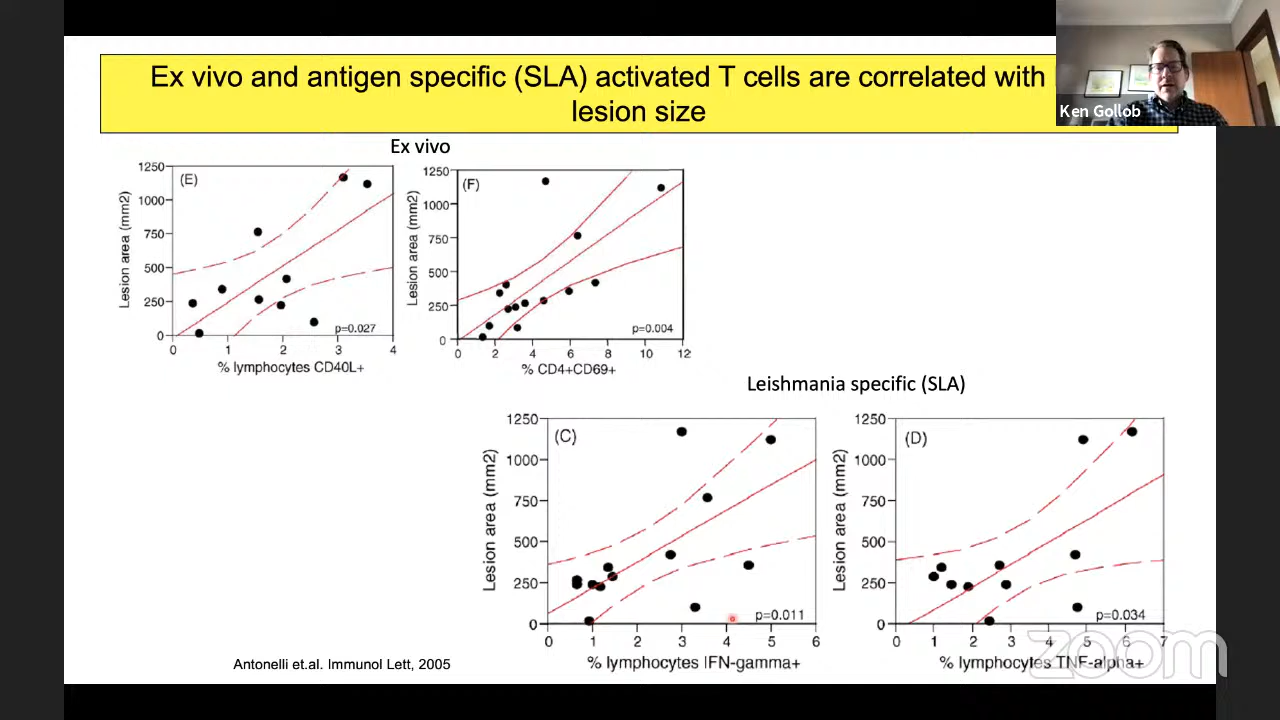 Ex vivo and antigen specific (SLA) activated T cells are correlated with
lesion size
Ken Gollob
Ex vivo
1250
1000
750
500
250
0
Lesion area (mm2)
(E)
p=0.027
0 1 2 3 4
% lymphocytes CD40L+
1250
1000
750
500
250
0
Lesion area (mm2)
(F)
p=0.004
0 2 4 6 8 10 12
% CD4+CD69+
Leishmania specific (SLA)
1250
1000
750
500
250
0
Lesion area (mm2)
(C)
p=0.011
0 1 2 3 4 5 6
% lymphocytes IFN-gamma+
1250
1000
750
500
250
0
Lesion area (mm2)
(D)
p=0.034
0 1 2 3 4 5 6 7
% lymphocytes TNF-alpha+
Antonelli et.al. Immunol Lett, 2005
zoom